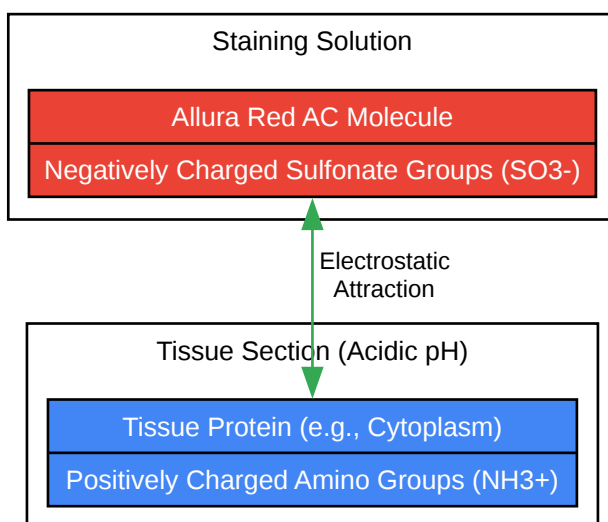 Staining Solution
Allura Red AC Molecule
Negatively Charged Sulfonate Groups (SO3-)
Electrostatic
Attraction
Tissue Section (Acidic pH)
Tissue Protein (e.g., Cytoplasm)
Positively Charged Amino Groups (NH3+)